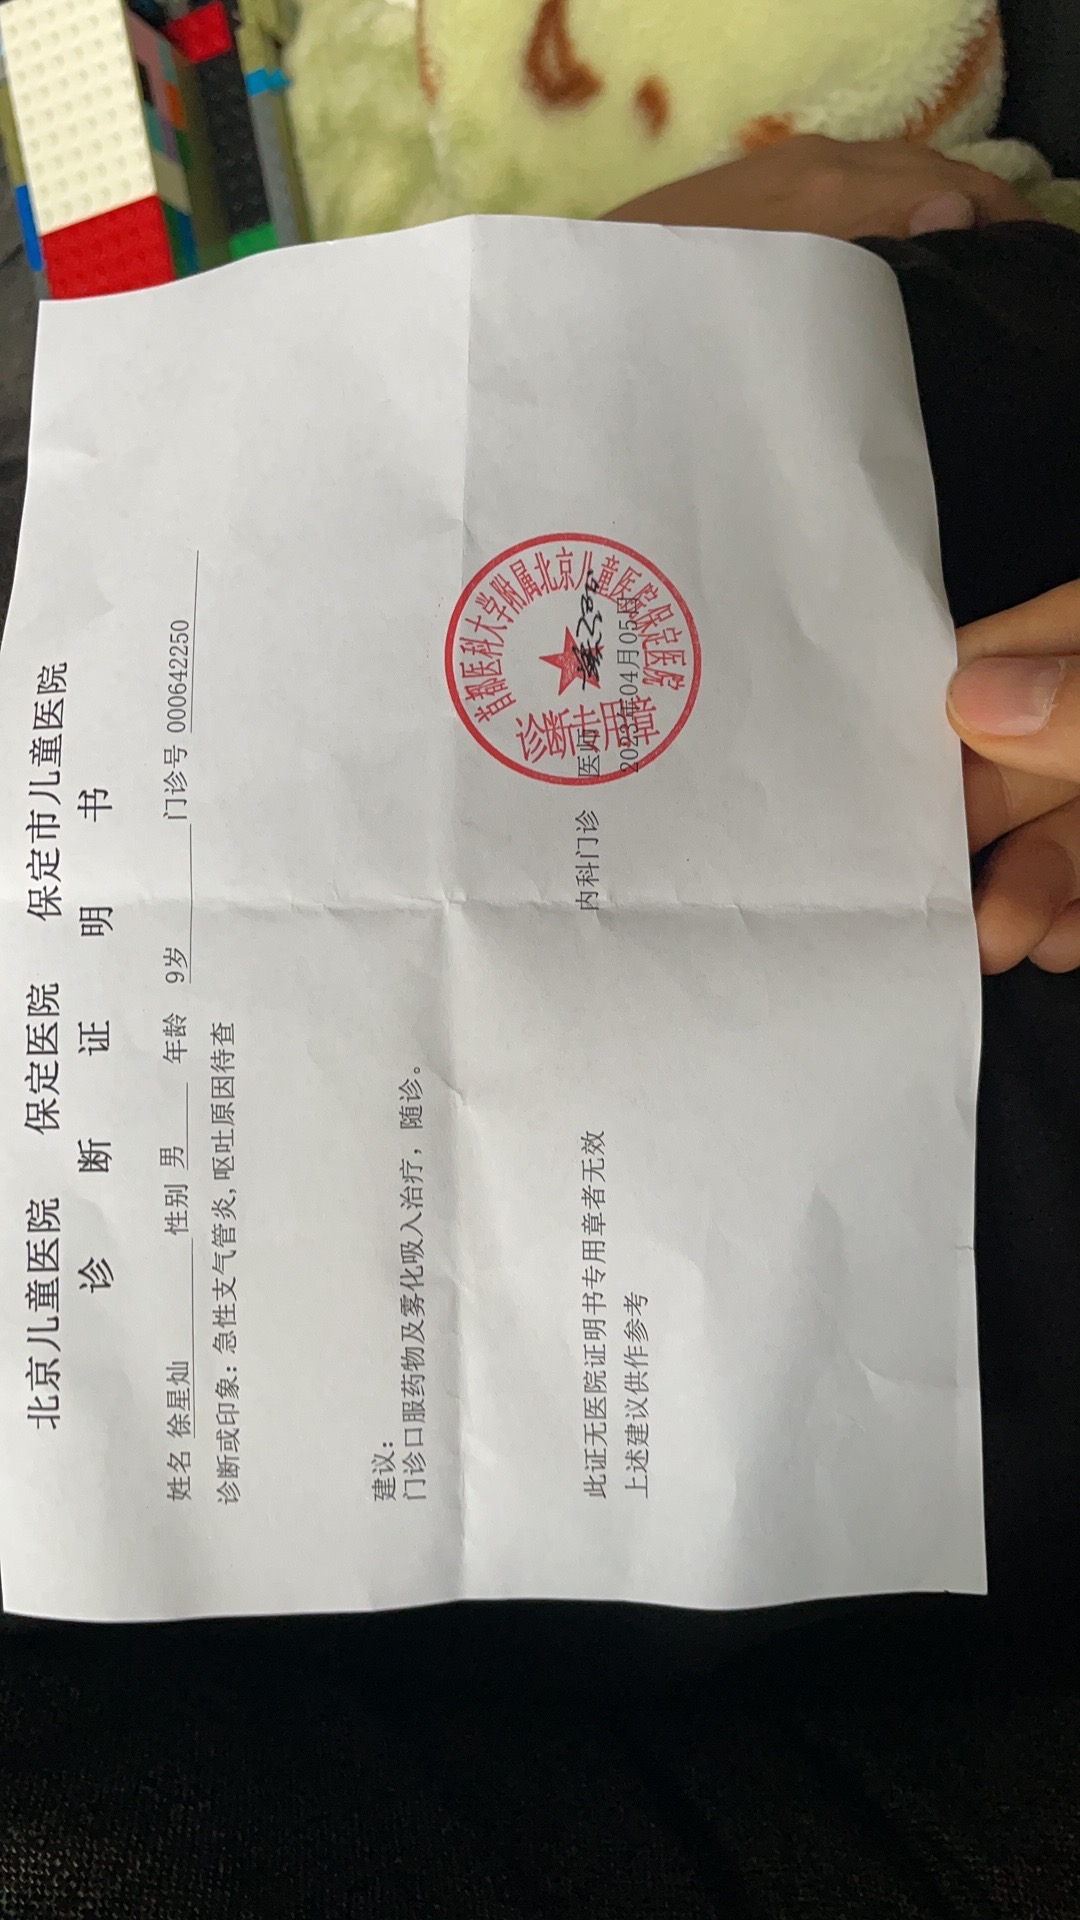 北京儿童医院 保定医院 保定市儿童医院
诊 断 证 明 书
姓名 徐星灿 性别 男 年龄 9岁 门诊号 000642250
诊断或印象：急性支气管炎,呕吐原因待查
建议：
门诊口服药物及雾化吸入治疗，随诊。
内科门诊 医师
2023年04月05日
首都医科大学附属北京儿童医院保定医院
诊断专用章
此证无医院证明书专用章者无效
上述建议供作参考